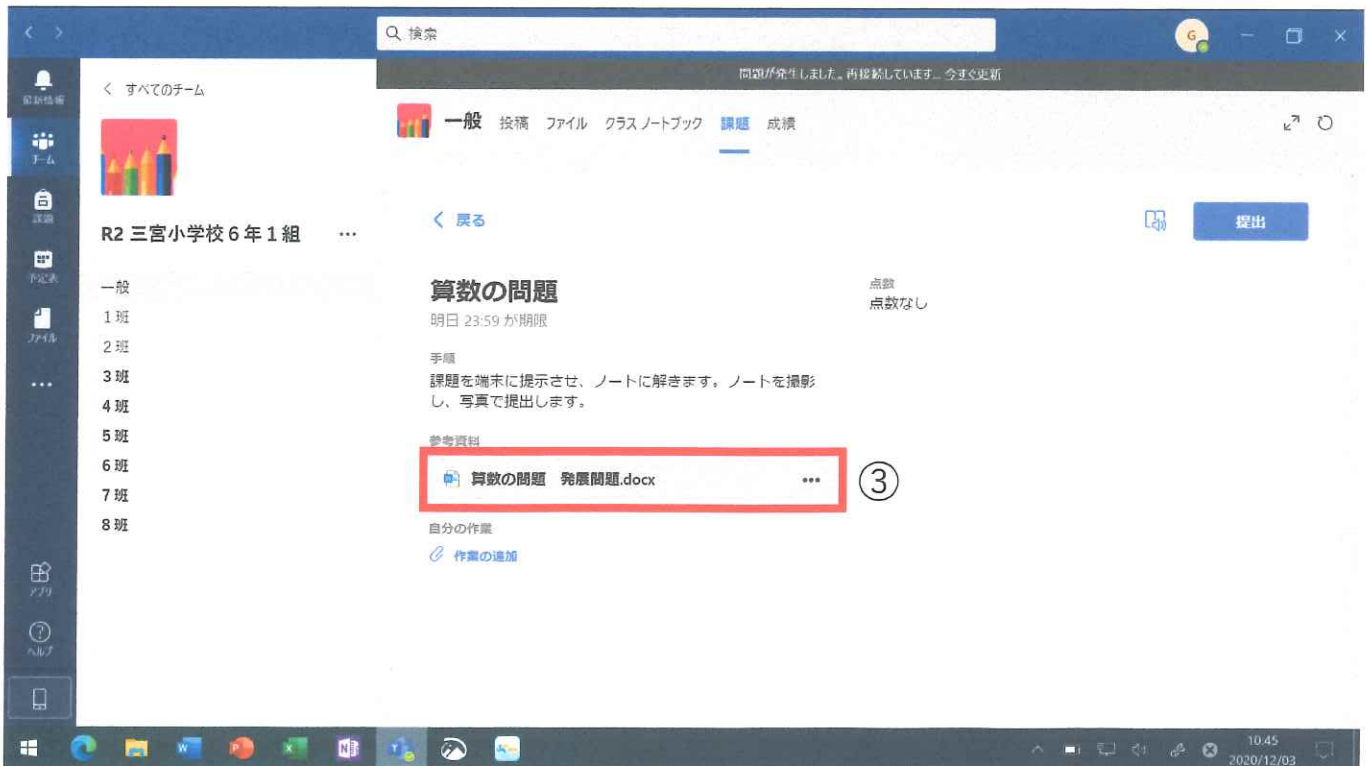 検索
G
問題が発生しました。再接続しています... 今すぐ更新
最新情報
チーム
課題
予定表
ファイル
アプリ
ヘルプ
すべてのチーム
R2 三宮小学校6年1組
一般
1班
2班
3班
4班
5班
6班
7班
8班
一般 投稿 ファイル クラス ノートブック 課題 成績
戻る
提出
算数の問題
明日 23:59 が期限
点数
点数なし
手順
課題を端末に提示させ、ノートに解きます。ノートを撮影
し、写真で提出します。
参考資料
算数の問題 発展問題.docx
③
自分の作業
作業の追加
10:45
2020/12/03